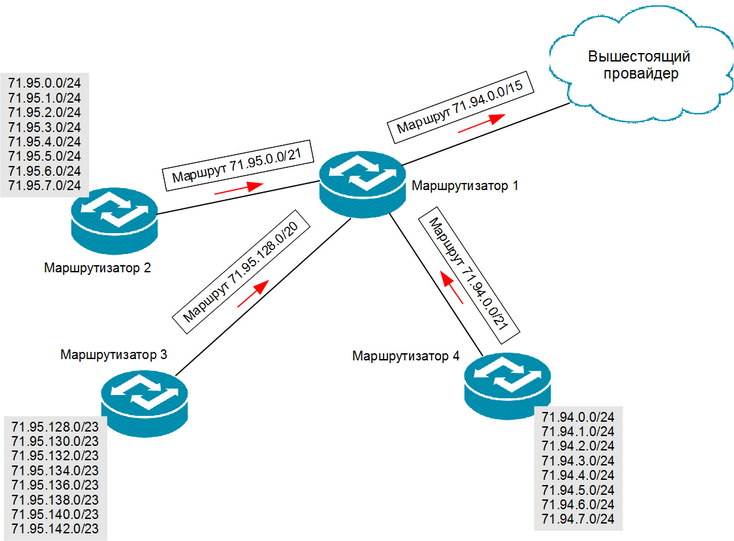 Вышестоящий
провайдер
Маршрут 71.94.0.0/15
71.95.0.0/24
71.95.1.0/24
71.95.2.0/24
71.95.3.0/24
71.95.4.0/24
71.95.5.0/24
71.95.6.0/24
71.95.7.0/24
Маршрут 71.95.0.0/21
Маршрутизатор 1
Маршрутизатор 2
Маршрут 71.95.128.0/20
Маршрут 71.94.0.0/21
Маршрутизатор 3
Маршрутизатор 4
71.95.128.0/23
71.95.130.0/23
71.95.132.0/23
71.95.134.0/23
71.95.136.0/23
71.95.138.0/23
71.95.140.0/23
71.95.142.0/23
71.94.0.0/24
71.94.1.0/24
71.94.2.0/24
71.94.3.0/24
71.94.4.0/24
71.94.5.0/24
71.94.6.0/24
71.94.7.0/24